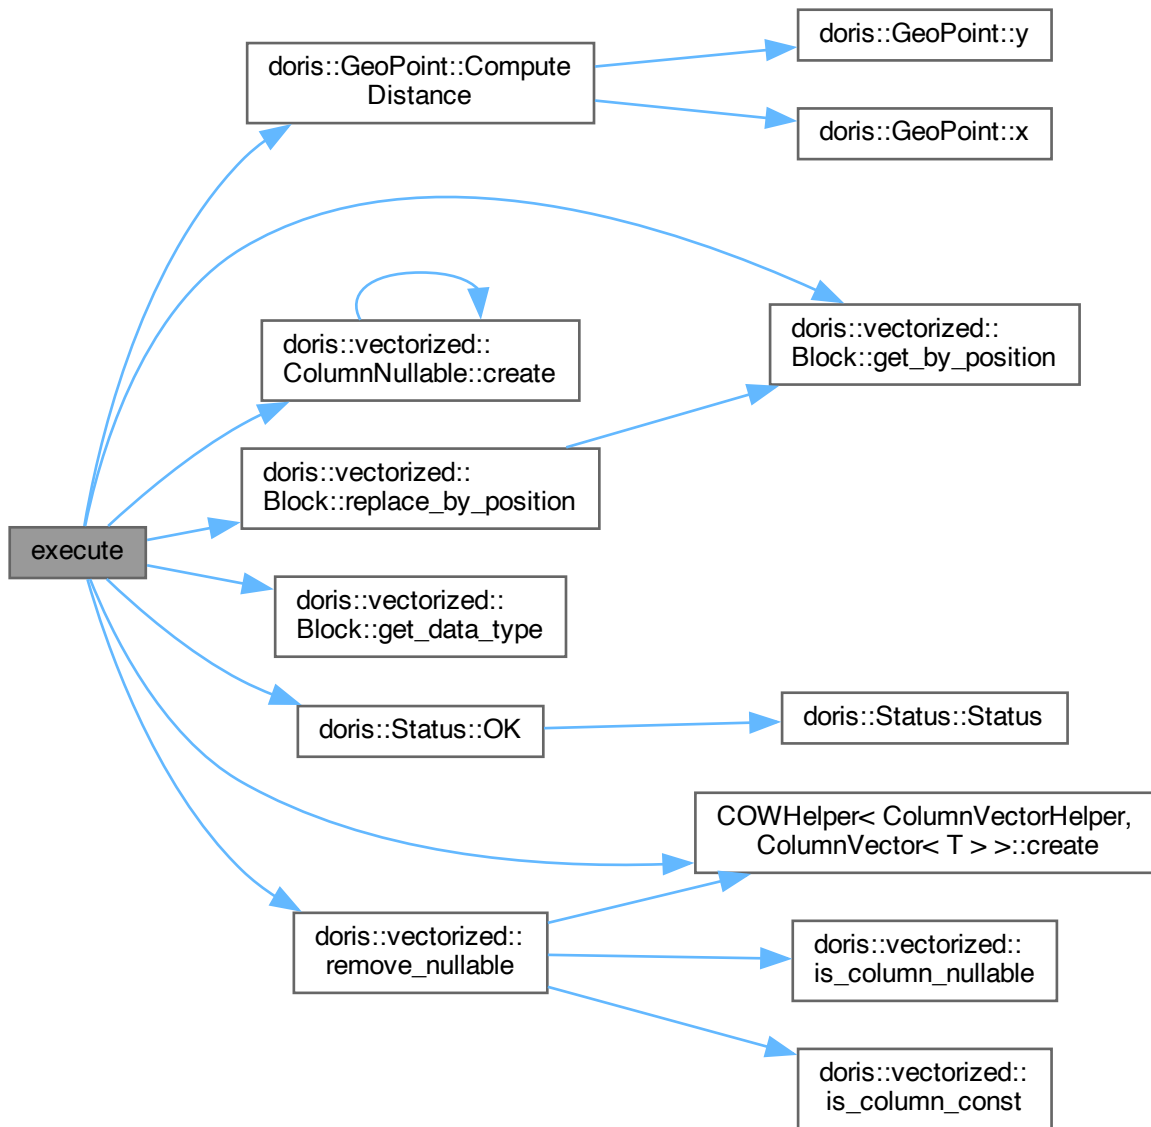 doris::GeoPoint::y
doris::GeoPoint::Compute
Distance
doris::GeoPoint::x
doris::vectorized::
Block::get_by_position
doris::vectorized::
ColumnNullable::create
doris::vectorized::
Block::replace_by_position
execute
doris::vectorized::
Block::get_data_type
doris::Status::OK
doris::Status::Status
COWHelper< ColumnVectorHelper,
ColumnVector< T > >::create
doris::vectorized::
remove_nullable
doris::vectorized::
is_column_nullable
doris::vectorized::
is_column_const